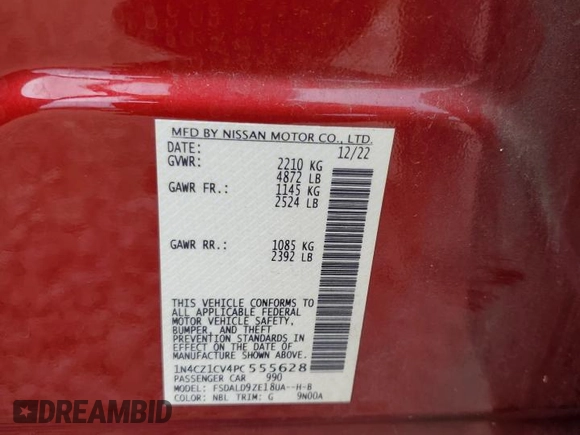 MFD BY NISSAN MOTOR CO., LTD.
DATE: 12/22
GVWR: 2210 KG
4872 LB
GAWR FR.: 1145 KG
2524 LB
GAWR RR.: 1085 KG
2392 LB
THIS VEHICLE CONFORMS TO
ALL APPLICABLE FEDERAL
MOTOR VEHICLE SAFETY,
BUMPER, AND THEFT
PREVENTION STANDARDS IN
EFFECT ON THE DATE OF
MANUFACTURE SHOWN ABOVE.
1N4CZ1CV4PC555628
PASSENGER CAR 990
MODEL: FSDALD9ZE18UA--H-B
COLOR: NBL TRIM: G 9N00A
DREAMBID